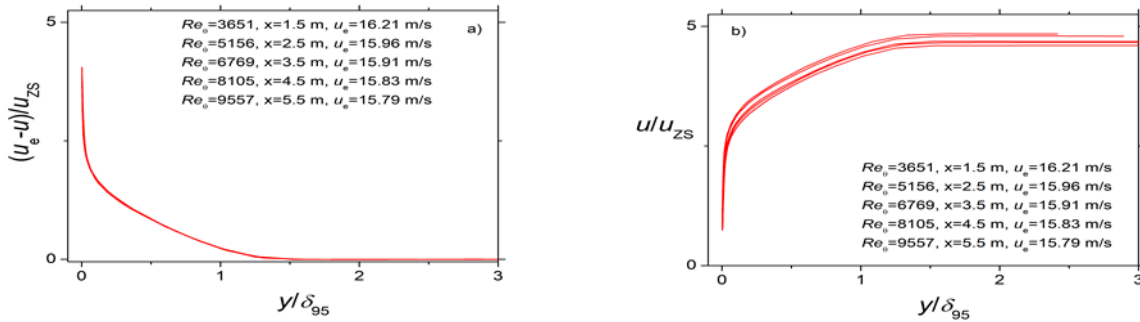 5
Re_θ=3651, x=1.5 m, u_e=16.21 m/s
a)
Re_θ=5156, x=2.5 m, u_e=15.96 m/s
Re_θ=6769, x=3.5 m, u_e=15.91 m/s
Re_θ=8105, x=4.5 m, u_e=15.83 m/s
Re_θ=9557, x=5.5 m, u_e=15.79 m/s
(u_e-u)/u_ZS
0
0 1 2 3
y/δ_95
5
b)
u/u_ZS
Re_θ=3651, x=1.5 m, u_e=16.21 m/s
Re_θ=5156, x=2.5 m, u_e=15.96 m/s
Re_θ=6769, x=3.5 m, u_e=15.91 m/s
Re_θ=8105, x=4.5 m, u_e=15.83 m/s
Re_θ=9557, x=5.5 m, u_e=15.79 m/s
5
0 1 2 3
y/δ_95